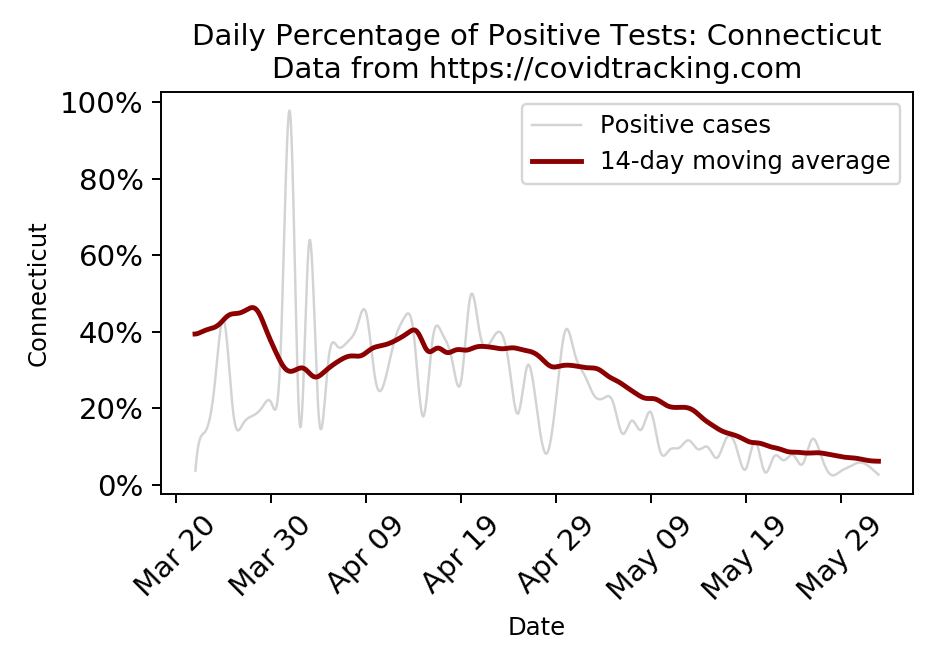 Daily Percentage of Positive Tests: Connecticut
Data from https://covidtracking.com
100%
80%
60%
40%
20%
0%
Connecticut
Positive cases
14-day moving average
Mar 20
Mar 30
Apr 09
Apr 19
Apr 29
May 09
May 19
May 29
Date